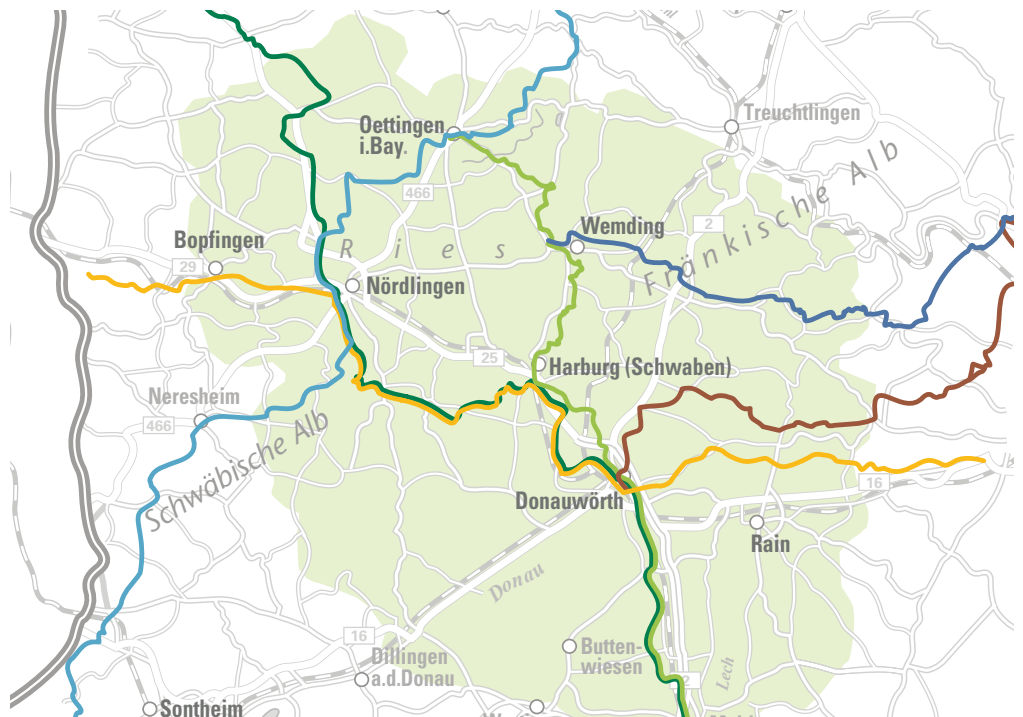 Treuchtlingen
Oettingen
i.Bay.
466
Fränkische Alb
2
Wemding
Bopfingen
Ries
29
Nördlingen
25
Harburg (Schwaben)
Neresheim
466
Schwäbische Alb
16
Donauwörth
Rain
Donau
16
Dillingen
a.d.Donau
Butten-
wiesen
Lech
2
Sontheim